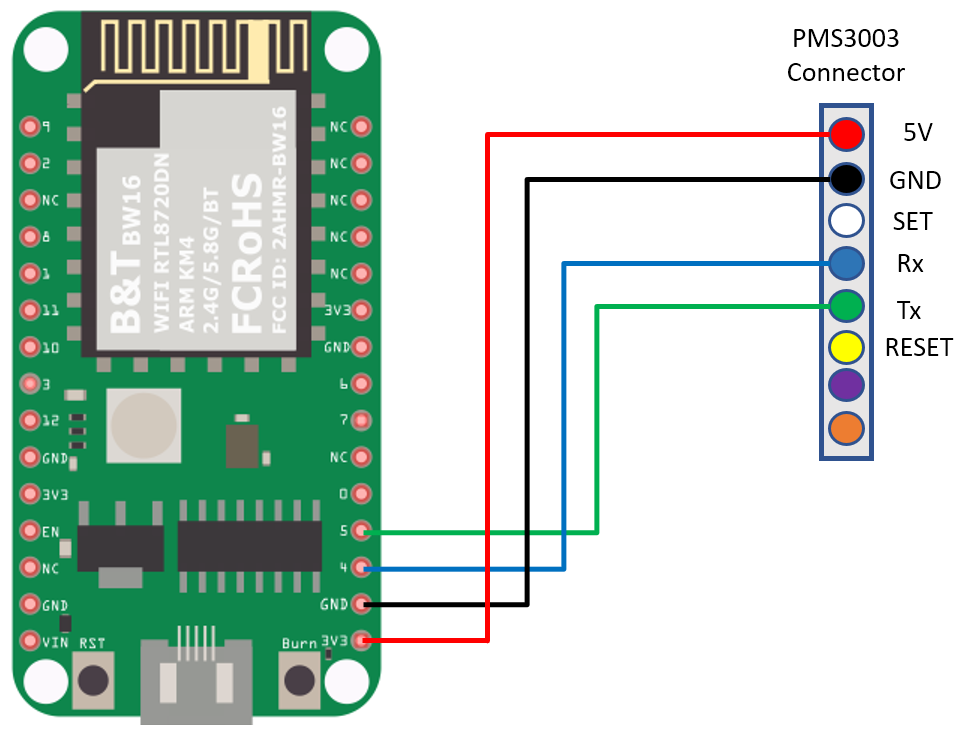 PMS3003
Connector
5V
GND
SET
Rx
Tx
RESET
9
2
NC
8
1
11
10
3
12
GND
3V3
EN
NC
GND
VIN
RST
B&T BW16
WIFI RTL8720DN
ARM KM4
2.4G/5.8G/BT
FCRoHS
FCC ID: 2AHMR-BW16
NC
NC
NC
NC
NC
3V3
GND
6
7
NC
0
5
4
GND
3V3
Burn